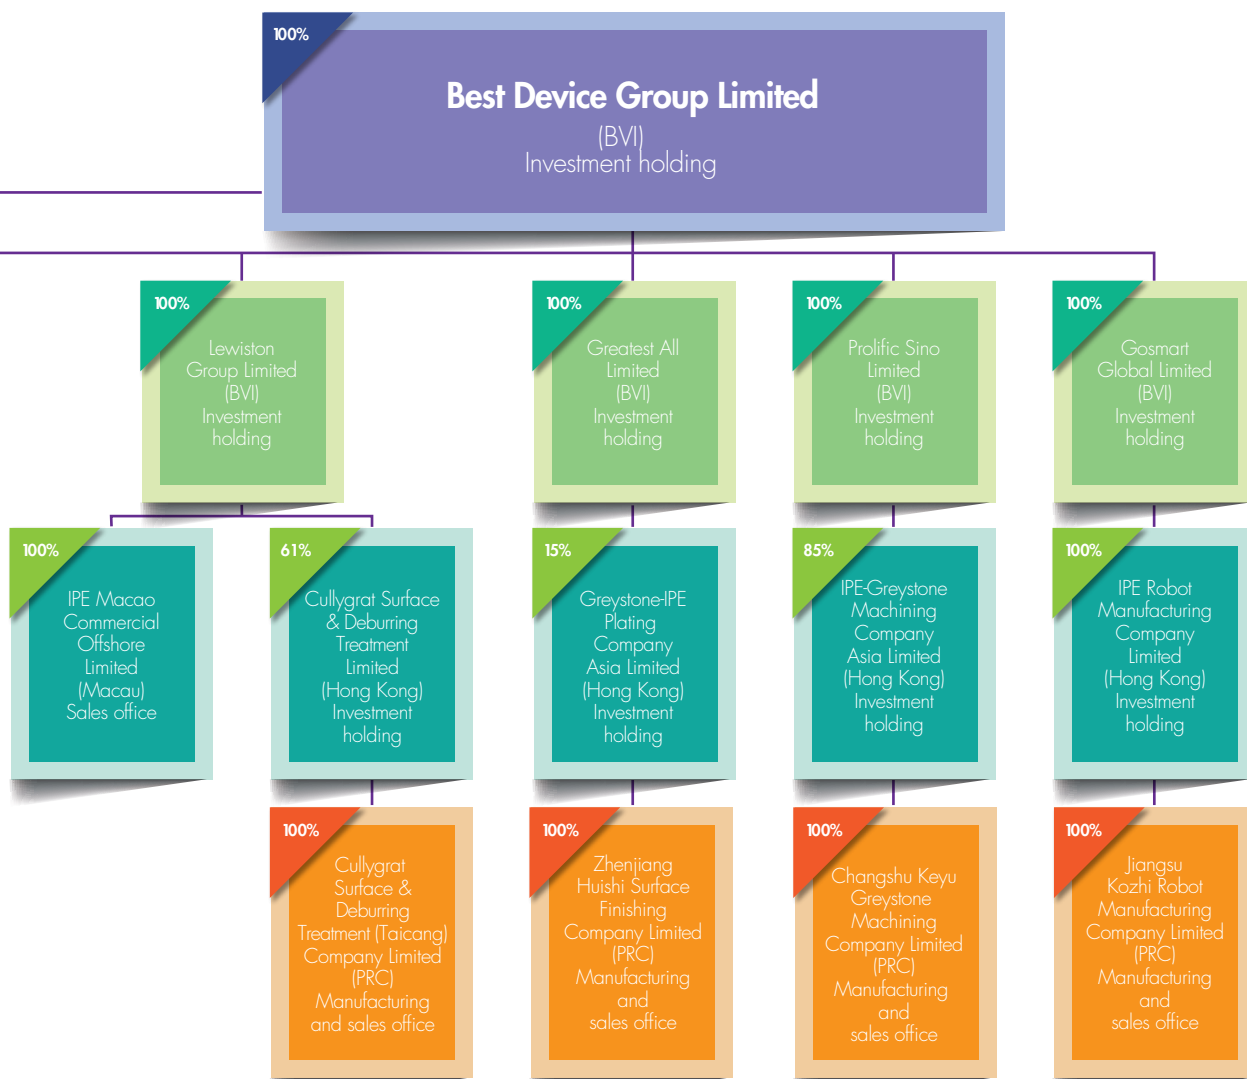 100%
Best Device Group Limited
(BVI)
Investment holding
100%
Lewiston
Group Limited
(BVI)
Investment
holding
100%
Greatest All
Limited
(BVI)
Investment
holding
100%
Prolific Sino
Limited
(BVI)
Investment
holding
100%
Gosmart
Global Limited
(BVI)
Investment
holding
100%
IPE Macao
Commercial
Offshore
Limited
(Macau)
Sales office
61%
Cullygrat Surface
& Deburring
Treatment
Limited
(Hong Kong)
Investment
holding
15%
Greystone-IPE
Plating
Company
Asia Limited
(Hong Kong)
Investment
holding
85%
IPE-Greystone
Machining
Company
Asia Limited
(Hong Kong)
Investment
holding
100%
IPE Robot
Manufacturing
Company
Limited
(Hong Kong)
Investment
holding
100%
Cullygrat
Surface &
Deburring
Treatment (Taicang)
Company Limited
(PRC)
Manufacturing
and sales office
100%
Zhenjiang
Huishi Surface
Finishing
Company Limited
(PRC)
Manufacturing
and
sales office
100%
Changshu Keyu
Greystone
Machining
Company Limited
(PRC)
Manufacturing
and
sales office
100%
Jiangsu
Kozhi Robot
Manufacturing
Company Limited
(PRC)
Manufacturing
and
sales office